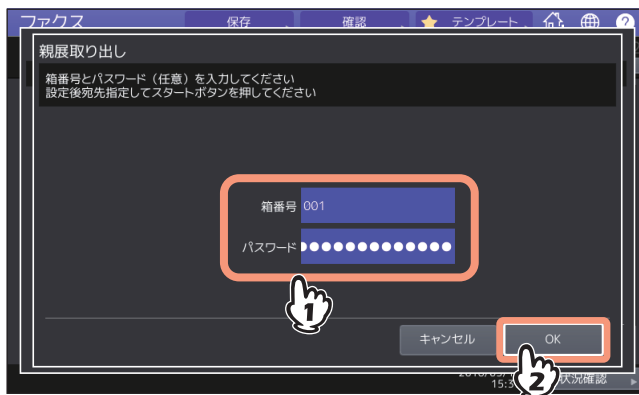 ファクス 保存 確認 テンプレート ?
親展取り出し
箱番号とパスワード（任意）を入力してください
設定後宛先指定してスタートボタンを押してください
箱番号 001
パスワード ●●●●●●●●●●●●●
1
キャンセル OK
2
15:3 状況確認